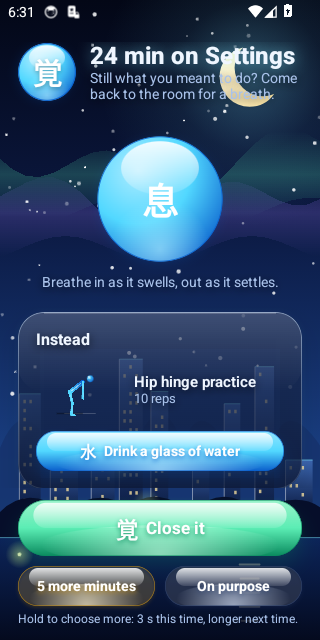 6:31
覚
24 min on Settings
Still what you meant to do? Come
back to the room for a breath.
息
Breathe in as it swells, out as it settles.
Instead
Hip hinge practice
10 reps
水 Drink a glass of water
覚 Close it
5 more minutes
On purpose
Hold to choose more: 3 s this time, longer next time.